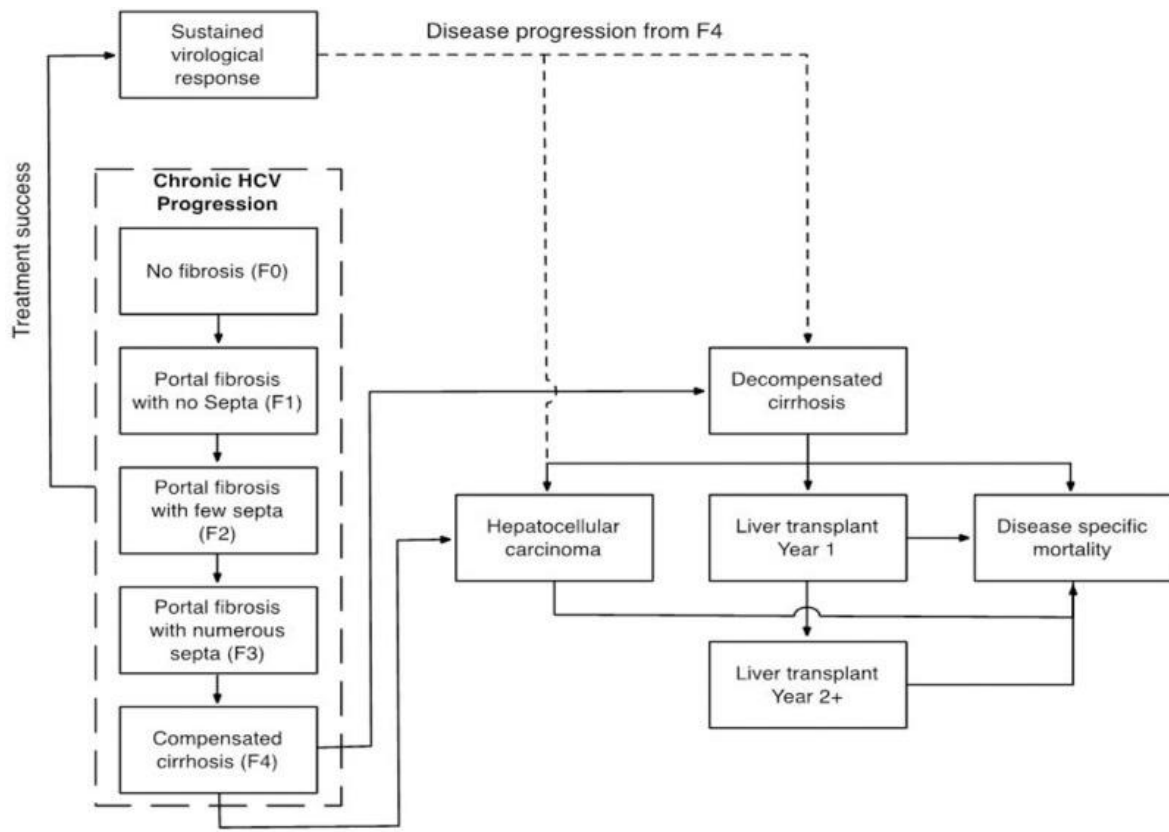 Sustained
virological
response
Disease progression from F4
Treatment success
Chronic HCV
Progression
No fibrosis (F0)
Portal fibrosis
with no Septa (F1)
Portal fibrosis
with few septa
(F2)
Portal fibrosis
with numerous
septa (F3)
Compensated
cirrhosis (F4)
Decompensated
cirrhosis
Hepatocellular
carcinoma
Liver transplant
Year 1
Disease specific
mortality
Liver transplant
Year 2+